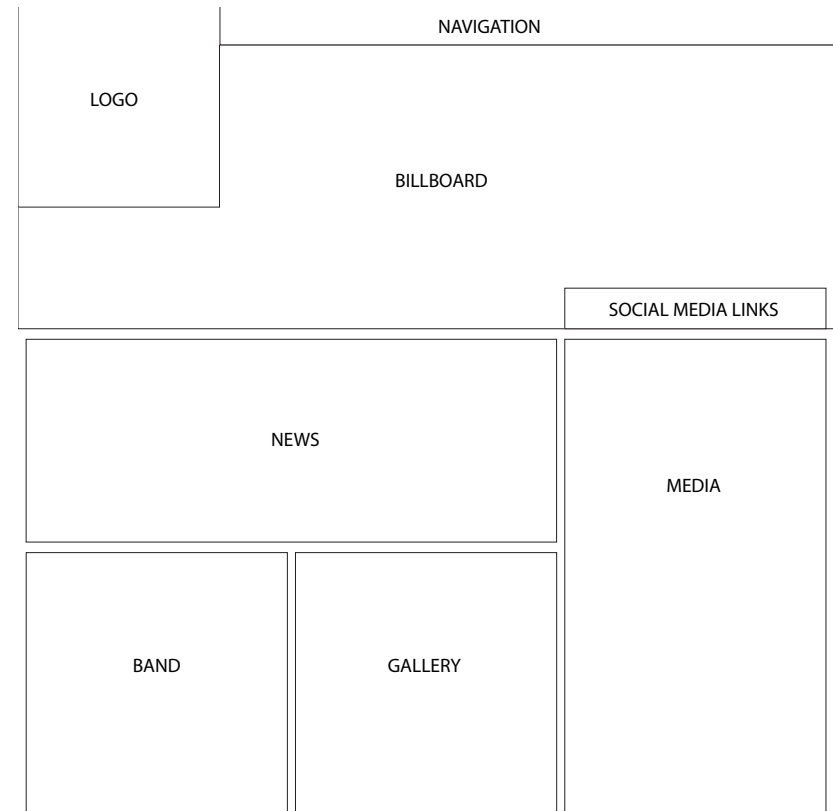 NAVIGATION
LOGO
BILLBOARD
SOCIAL MEDIA LINKS
NEWS
MEDIA
BAND
GALLERY